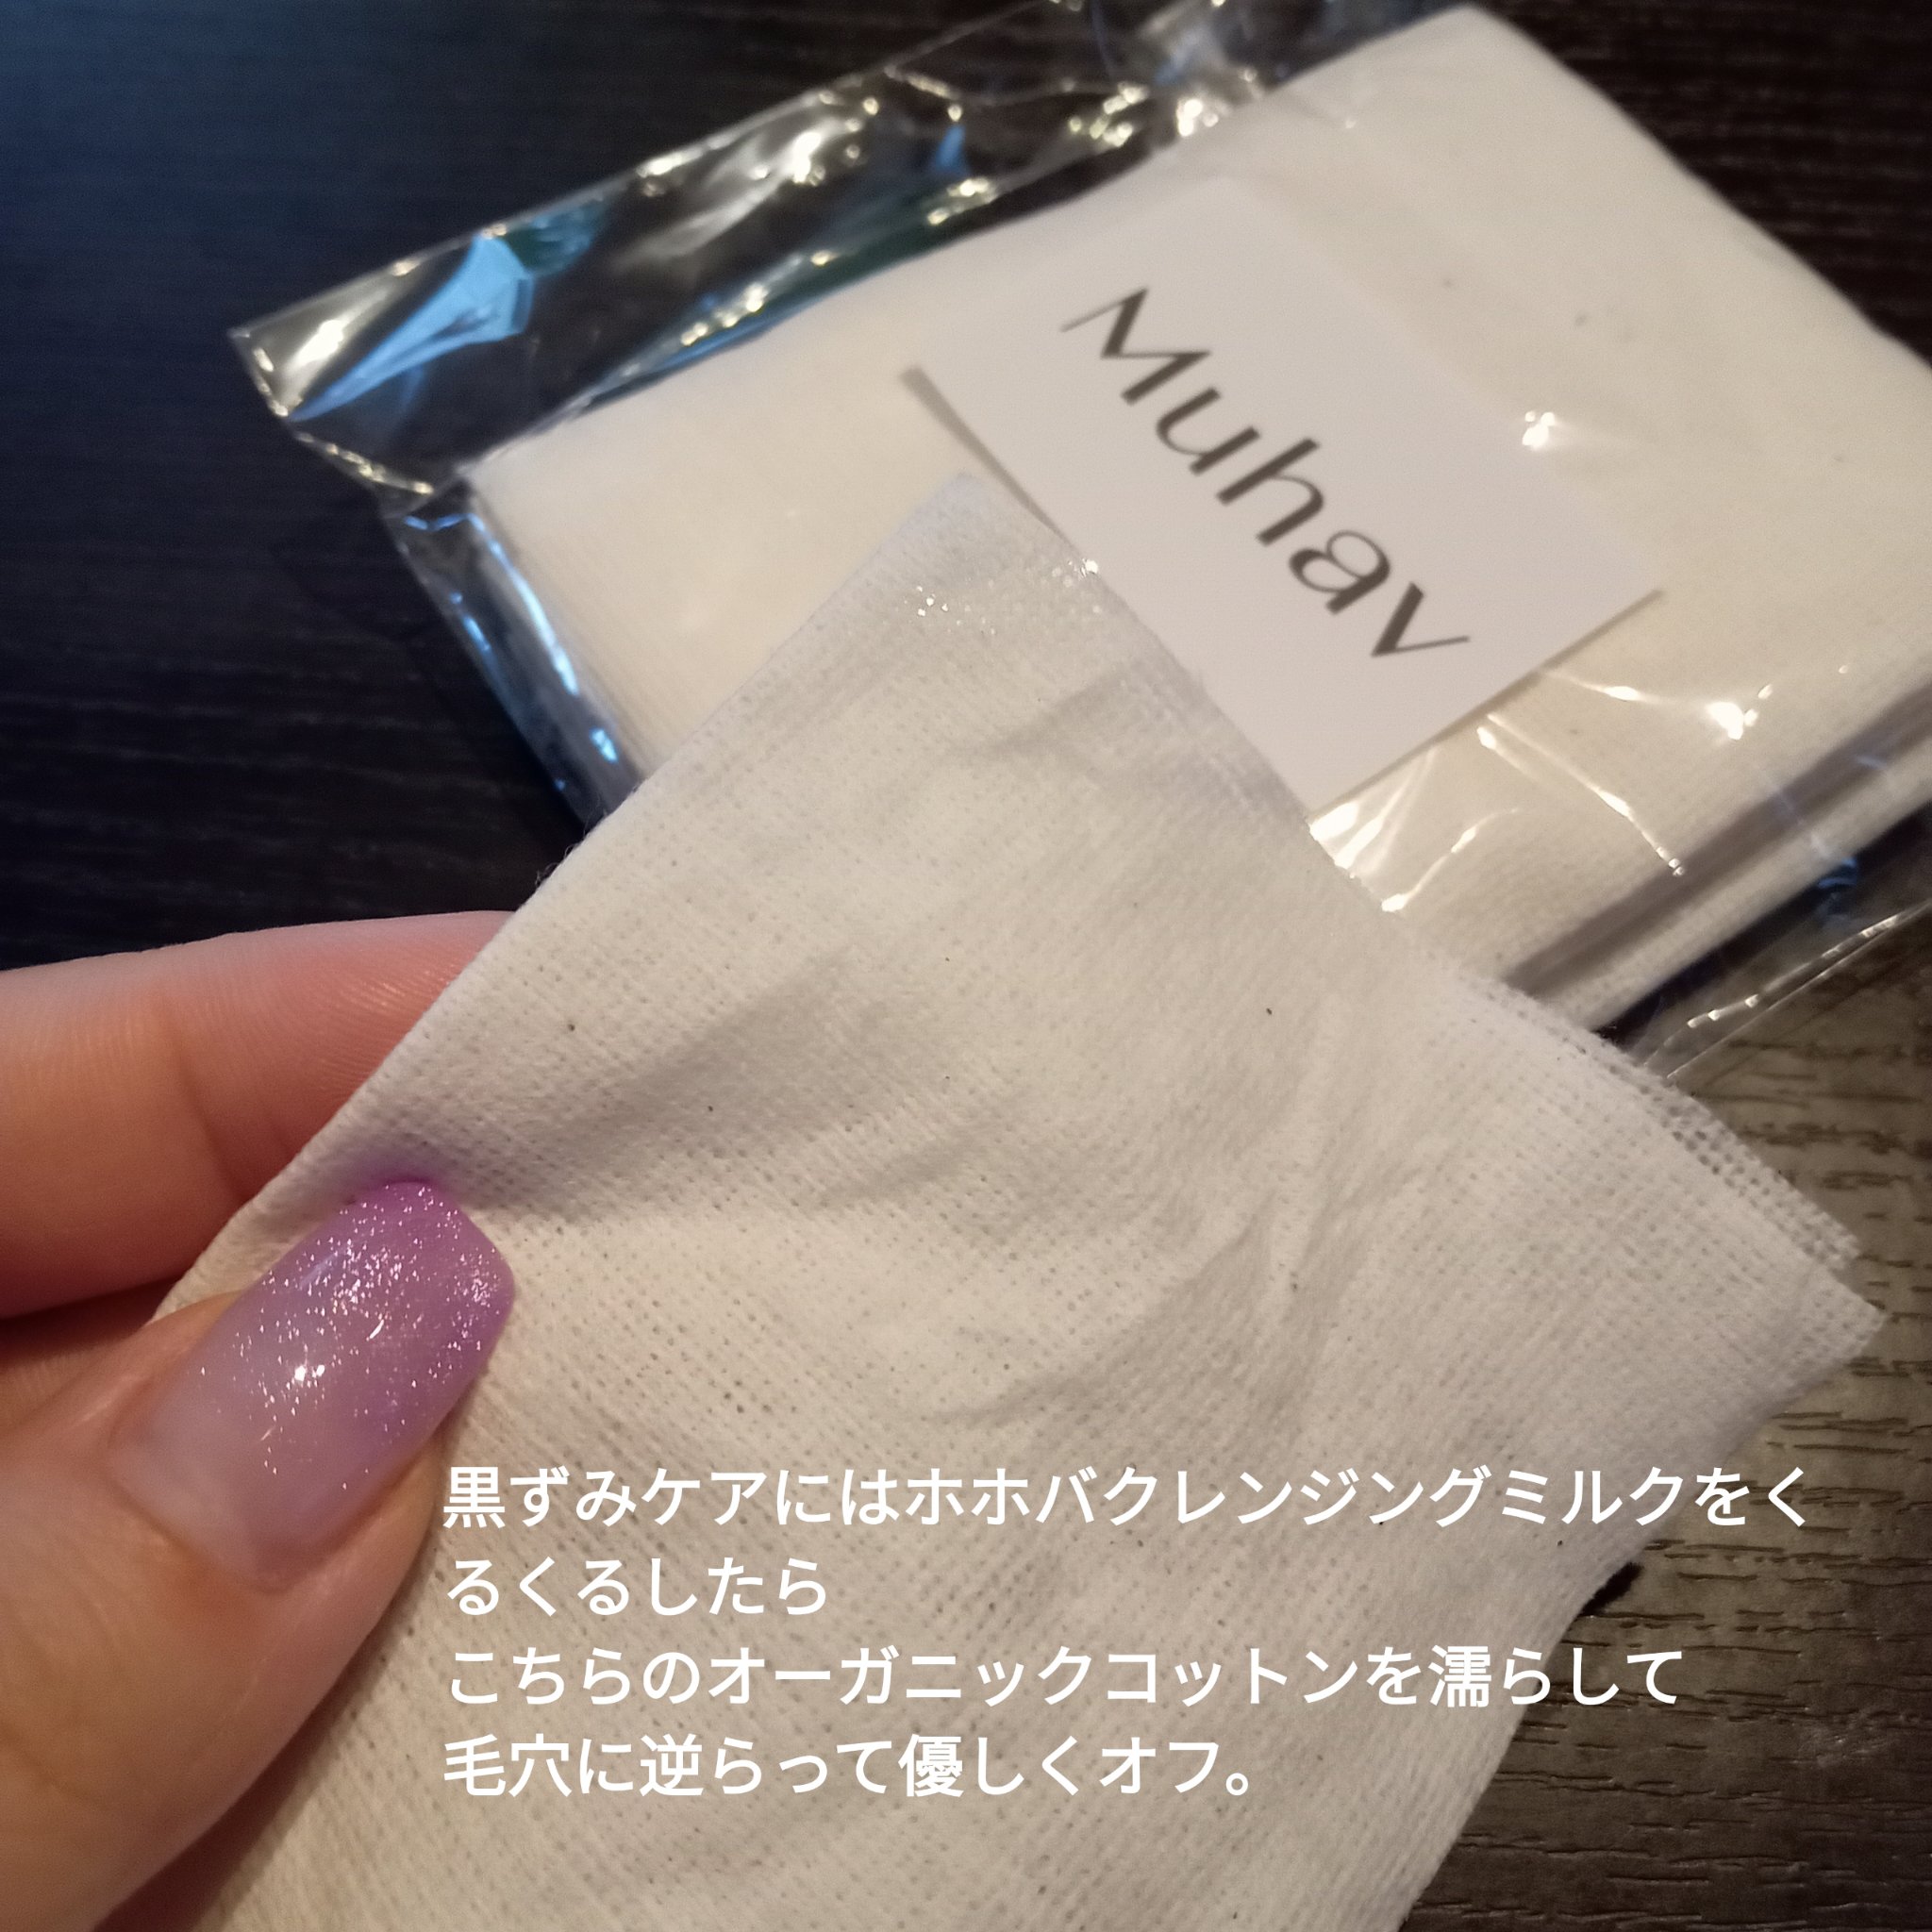 Muhav
黒ずみケアにはホホバクレンジングミルクをく
るくるしたら
こちらのオーガニックコットンを濡らして
毛穴に逆らって優しくオフ。